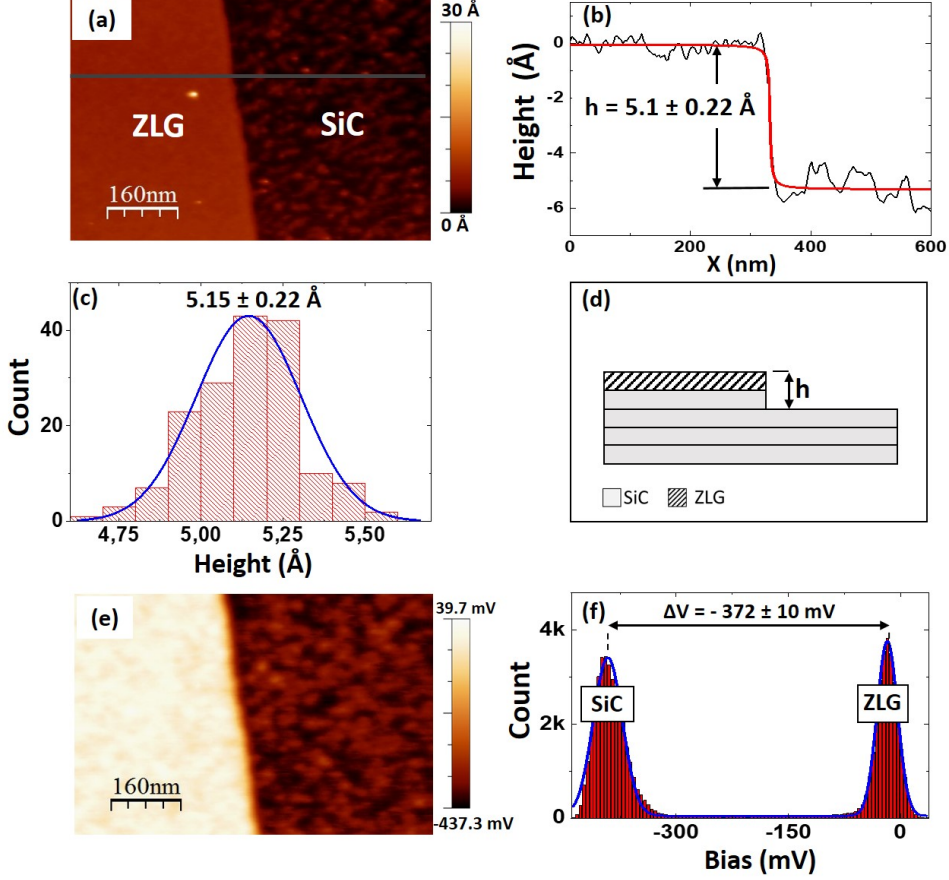 (a)
30 Å
ZLG
SiC
160nm
0 Å
(b)
Height (Å)
0
-2
-4
-6
h = 5.1 ± 0.22 Å
0
200
400
600
X (nm)
(c)
5.15 ± 0.22 Å
Count
40
20
0
4,75
5,00
5,25
5,50
Height (Å)
(d)
h
SiC
ZLG
(e)
39.7 mV
160nm
-437.3 mV
(f)
ΔV = - 372 ± 10 mV
Count
4k
2k
0
SiC
ZLG
-300
-150
0
Bias (mV)